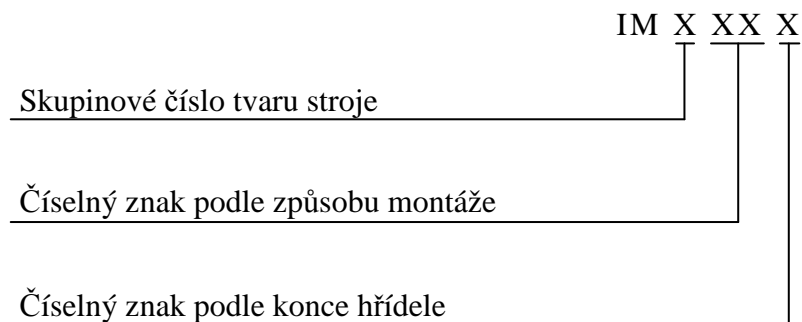 IM X XX X
Skupinové číslo tvaru stroje
Číselný znak podle způsobu montáže
Číselný znak podle konce hřídele